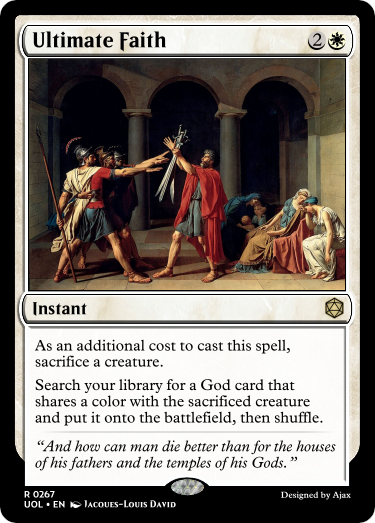 Ultimate Faith 2
Instant
As an additional cost to cast this spell,
sacrifice a creature.
Search your library for a God card that
shares a color with the sacrificed creature
and put it onto the battlefield, then shuffle.
“And how can man die better than for the houses
of his fathers and the temples of his Gods.”
R 0267
UOL • EN Jacques-Louis David
Designed by Ajax